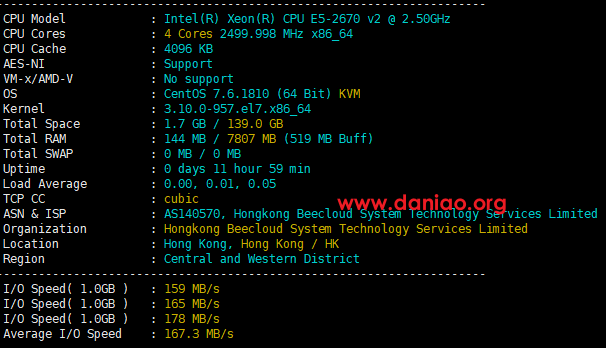 CPU Model : Intel(R) Xeon(R) CPU E5-2670 v2 @ 2.50GHz
CPU Cores : 4 Cores 2499.998 MHz x86_64
CPU Cache : 4096 KB
AES-NI : Support
VM-x/AMD-V : No support
OS : CentOS 7.6.1810 (64 Bit) KVM
Kernel : 3.10.0-957.el7.x86_64
Total Space : 1.7 GB / 139.0 GB
Total RAM : 144 MB / 7807 MB (519 MB Buff)
Total SWAP : 0 MB / 0 MB
Uptime : 0 days 11 hour 59 min
Load Average : 0.00, 0.01, 0.05
TCP CC : cubic
www.daniao.org
ASN & ISP : AS140570, Hongkong Beecloud System Technology Services Limited
Organization : Hongkong Beecloud System Technology Services Limited
Location : Hong Kong, Hong Kong / HK
Region : Central and Western District
I/O Speed( 1.0GB ) : 159 MB/s
I/O Speed( 1.0GB ) : 165 MB/s
I/O Speed( 1.0GB ) : 178 MB/s
Average I/O Speed : 167.3 MB/s